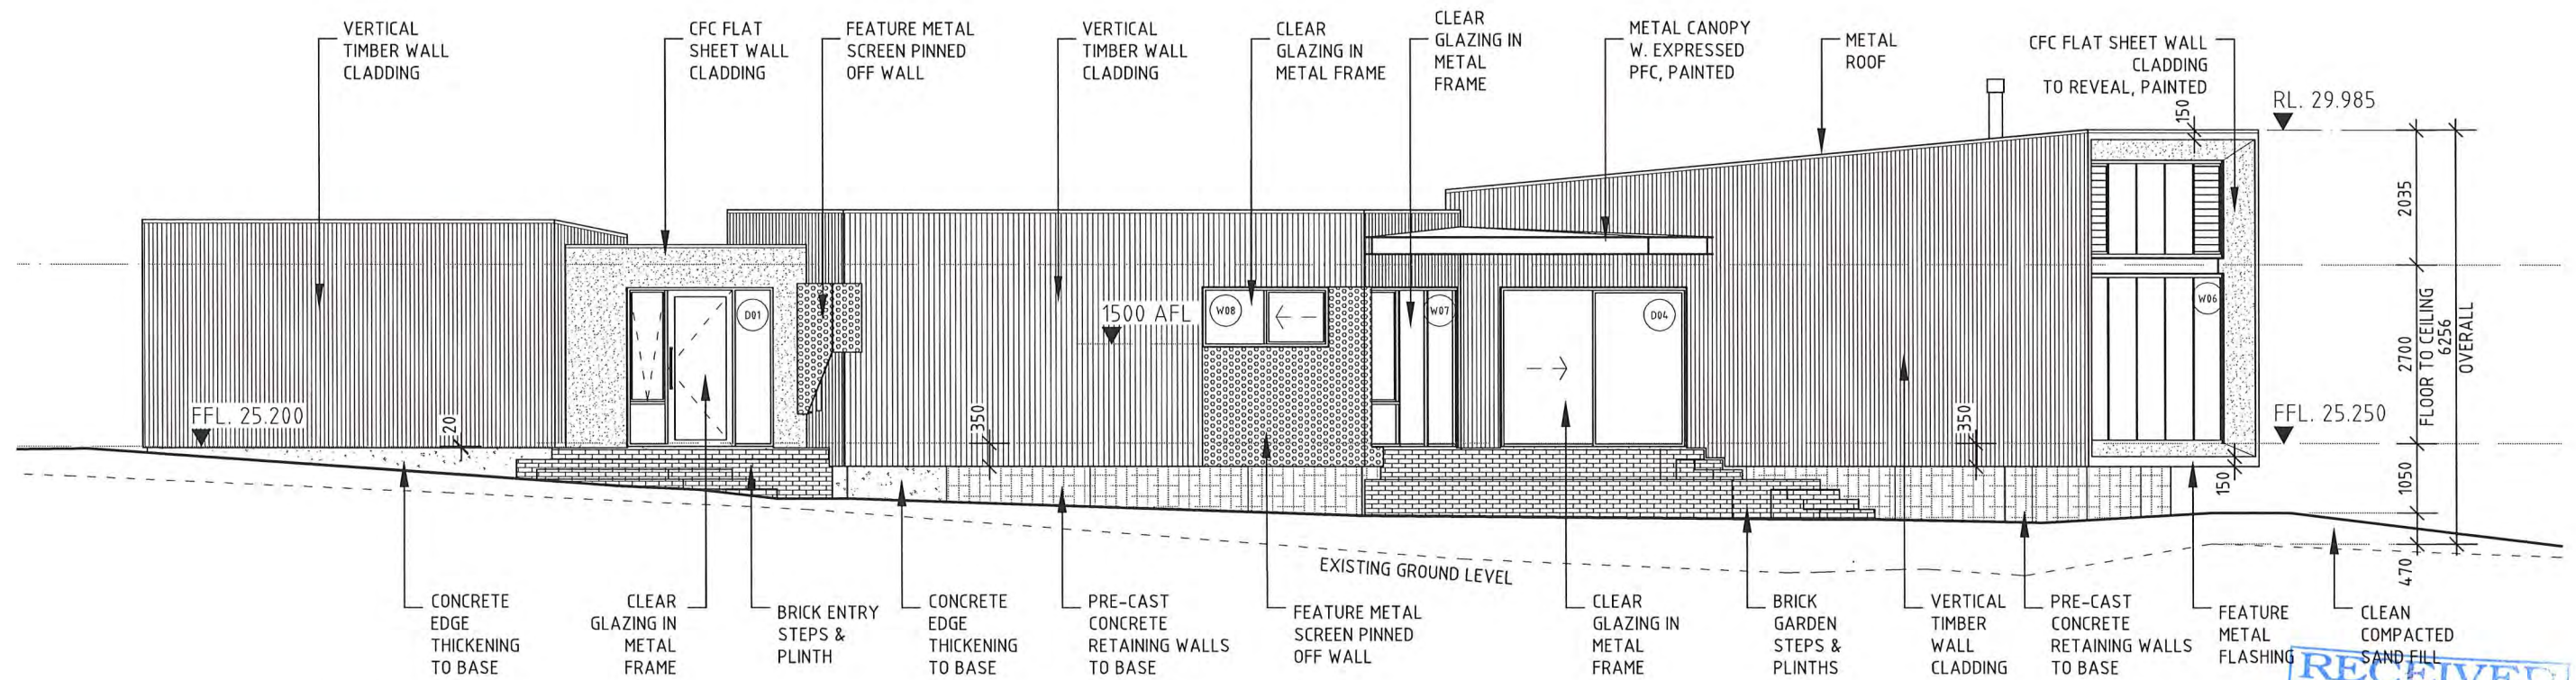 VERTICAL
TIMBER WALL
CLADDING
CFC FLAT
SHEET WALL
CLADDING
FEATURE METAL
SCREEN PINNED
OFF WALL
VERTICAL
TIMBER WALL
CLADDING
CLEAR
GLAZING IN
METAL FRAME
CLEAR
GLAZING IN
METAL
FRAME
METAL CANOPY
W. EXPRESSED
PFC, PAINTED
METAL
ROOF
CFC FLAT SHEET WALL
CLADDING
TO REVEAL, PAINTED
150
RL. 29.985
2035
D01
1500 AFL
W08
W07
D04
W06
2700
FLOOR TO CEILING
6256
OVERALL
FFL. 25.200
120
350
350
FFL. 25.250
150
1050
470
EXISTING GROUND LEVEL
CONCRETE
EDGE
THICKENING
TO BASE
CLEAR
GLAZING IN
METAL
FRAME
BRICK ENTRY
STEPS &
PLINTH
CONCRETE
EDGE
THICKENING
TO BASE
PRE-CAST
CONCRETE
RETAINING WALLS
TO BASE
FEATURE METAL
SCREEN PINNED
OFF WALL
CLEAR
GLAZING IN
METAL
FRAME
BRICK
GARDEN
STEPS &
PLINTHS
VERTICAL
TIMBER
WALL
CLADDING
PRE-CAST
CONCRETE
RETAINING WALLS
TO BASE
FEATURE
METAL
FLASHING
CLEAN
COMPACTED
SAND FILL
RECEIVED